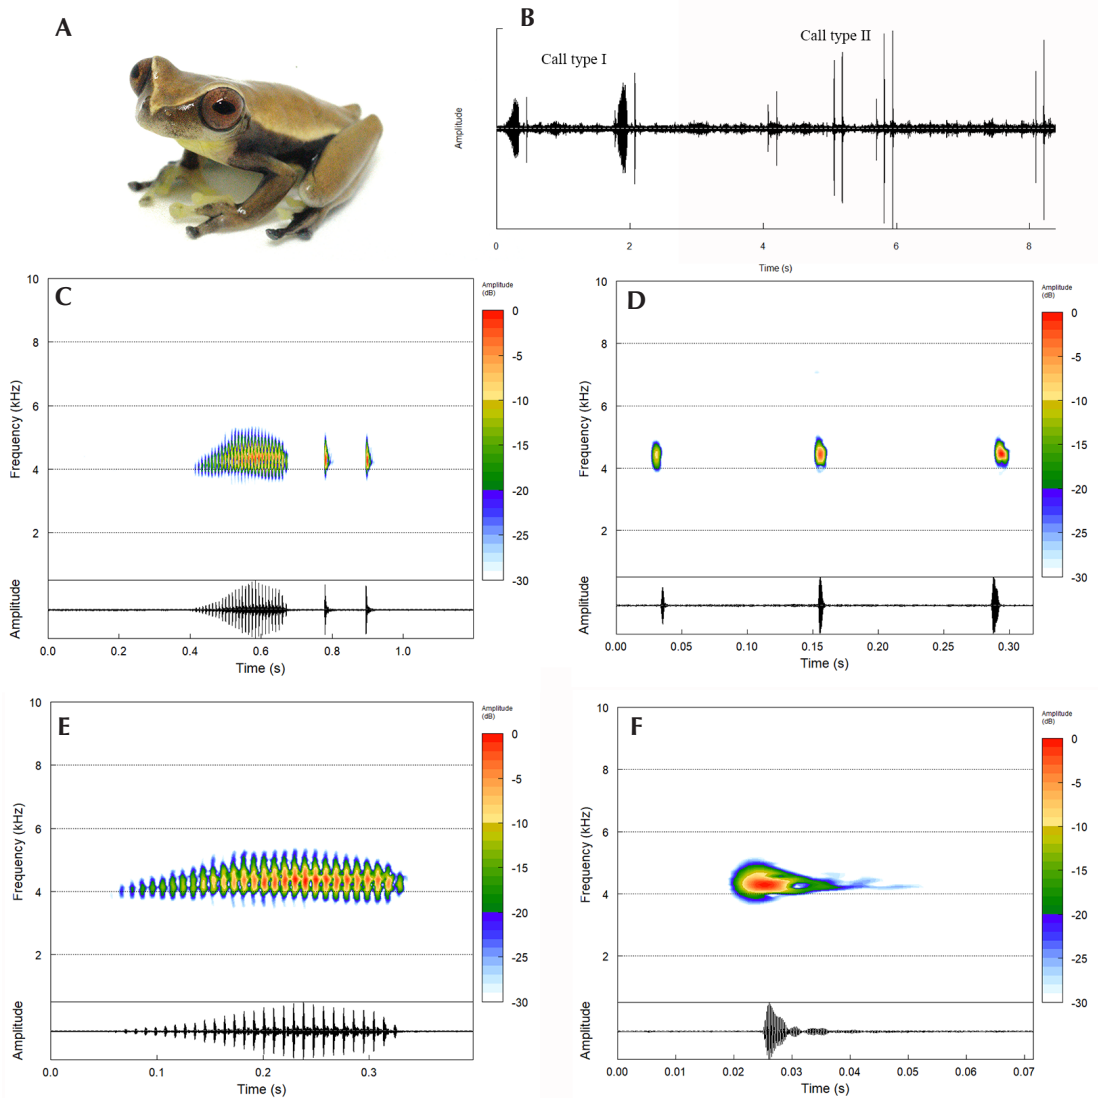 A
B
Call type I
Call type II
Amplitude
0
2
4
6
8
Time (s)
C
10
8
6
4
2
Frequency (kHz)
Amplitude
(dB)
0
-5
-10
-15
-20
-25
-30
Amplitude
0.0
0.2
0.4
0.6
0.8
1.0
Time (s)
D
10
8
6
4
2
Frequency (kHz)
Amplitude
(dB)
0
-5
-10
-15
-20
-25
-30
Amplitude
0.00
0.05
0.10
0.15
0.20
0.25
0.30
Time (s)
E
10
8
6
4
2
Frequency (kHz)
Amplitude
(dB)
0
-5
-10
-15
-20
-25
-30
Amplitude
0.0
0.1
0.2
0.3
Time (s)
F
10
8
6
4
2
Frequency (kHz)
Amplitude
(dB)
0
-5
-10
-15
-20
-25
-30
Amplitude
0.00
0.01
0.02
0.03
0.04
0.05
0.06
0.07
Time (s)